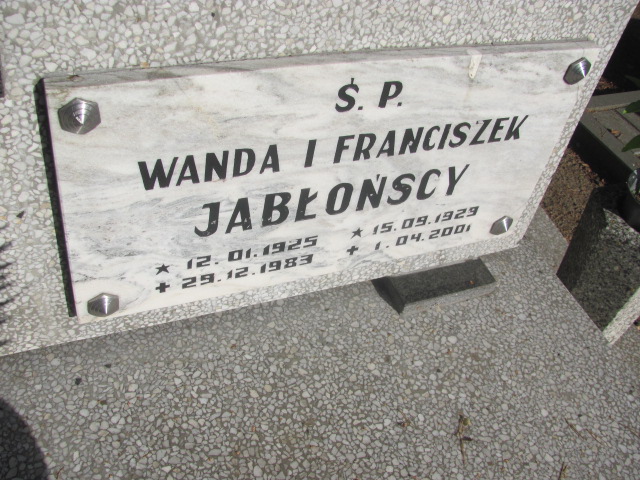 Ś. P.
WANDA I FRANCISZEK
JABŁOŃSCY
★ 12.01.1925 ★ 15.09.1929
+ 29.12.1983 + 1.04.2001